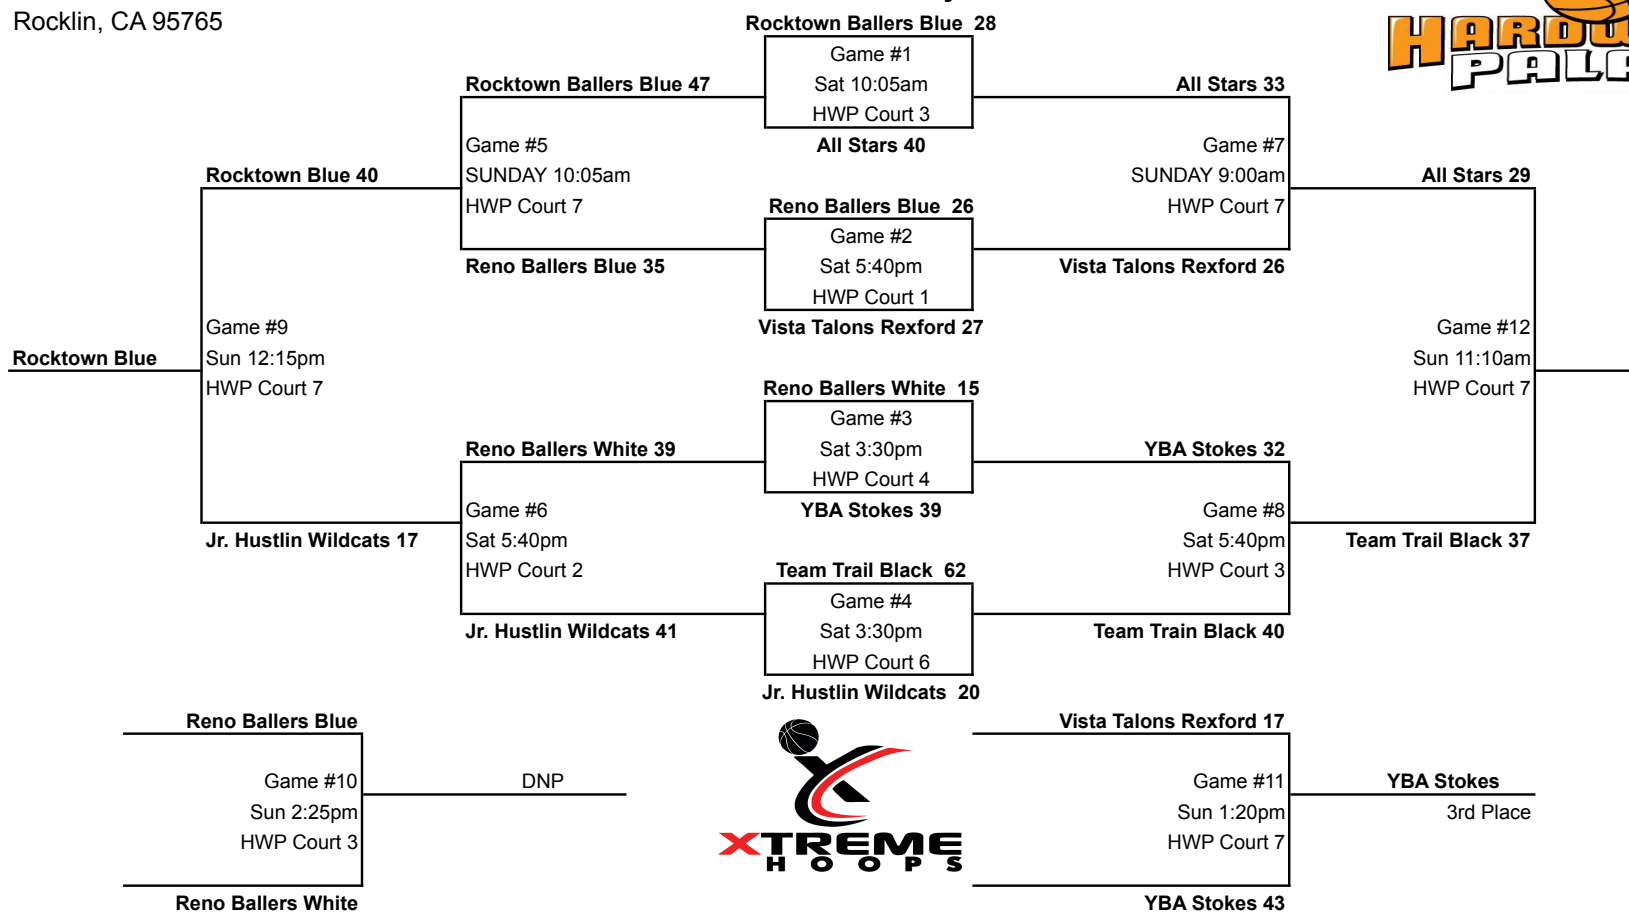 Rocklin, CA 95765
Rocktown Ballers Blue 28
Game #1
Sat 10:05am
HWP Court 3
All Stars 40
Rocktown Ballers Blue 47
Game #5
SUNDAY 10:05am
HWP Court 7
Reno Ballers Blue 35
All Stars 33
Game #7
SUNDAY 9:00am
HWP Court 7
Vista Talons Rexford 26
Rocktown Blue 40
All Stars 29
Reno Ballers Blue 26
Game #2
Sat 5:40pm
HWP Court 1
Vista Talons Rexford 27
Rocktown Blue
Game #9
Sun 12:15pm
HWP Court 7
Game #12
Sun 11:10am
HWP Court 7
Reno Ballers White 15
Game #3
Sat 3:30pm
HWP Court 4
YBA Stokes 39
Reno Ballers White 39
Game #6
Sat 5:40pm
HWP Court 2
Jr. Hustlin Wildcats 41
YBA Stokes 32
Game #8
Sat 5:40pm
HWP Court 3
Team Train Black 40
Jr. Hustlin Wildcats 17
Team Trail Black 37
Team Trail Black 62
Game #4
Sat 3:30pm
HWP Court 6
Jr. Hustlin Wildcats 20
Reno Ballers Blue
Game #10
Sun 2:25pm
HWP Court 3
Reno Ballers White
DNP
XTREME
HOOPS
Vista Talons Rexford 17
Game #11
Sun 1:20pm
HWP Court 7
YBA Stokes 43
YBA Stokes
3rd Place